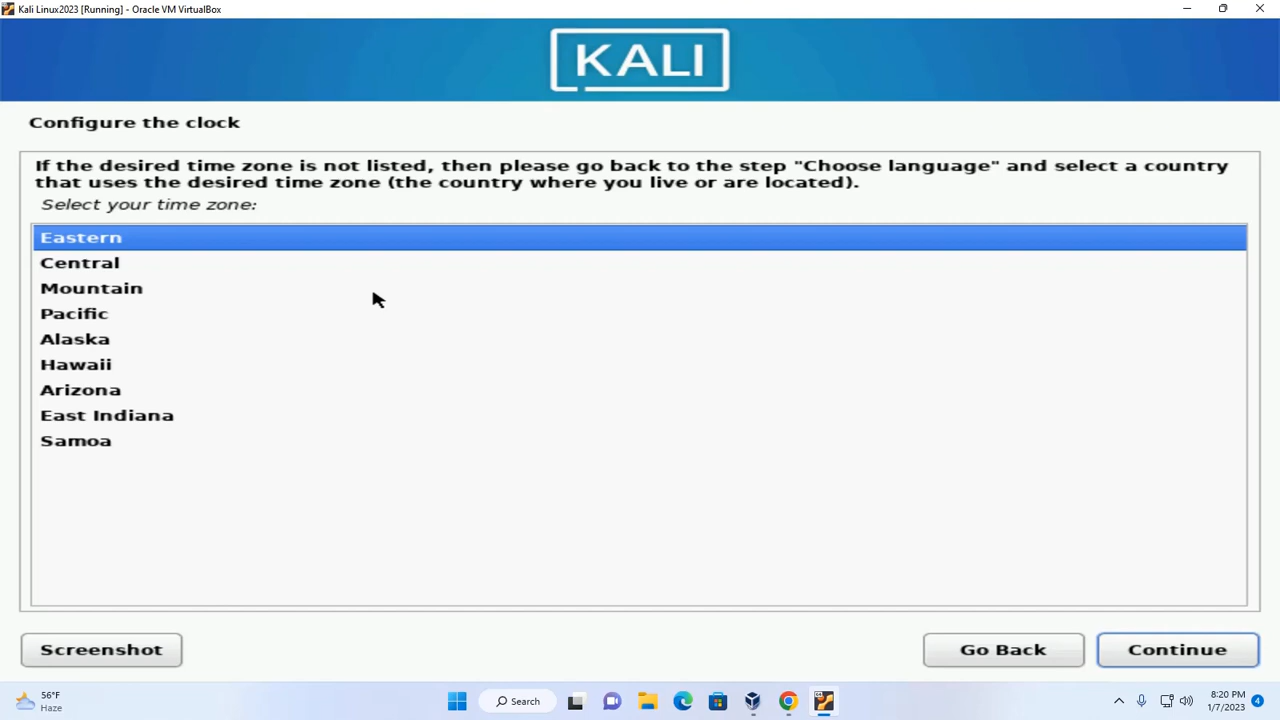 Kali Linux2023 [Running] - Oracle VM VirtualBox
KALI
Configure the clock
If the desired time zone is not listed, then please go back to the step "Choose language" and select a country
that uses the desired time zone (the country where you live or are located).
Select your time zone:
Eastern
Central
Mountain
Pacific
Alaska
Hawaii
Arizona
East Indiana
Samoa
Screenshot
Go Back
Continue
56°F
Haze
Search
8:20 PM
1/7/2023
4